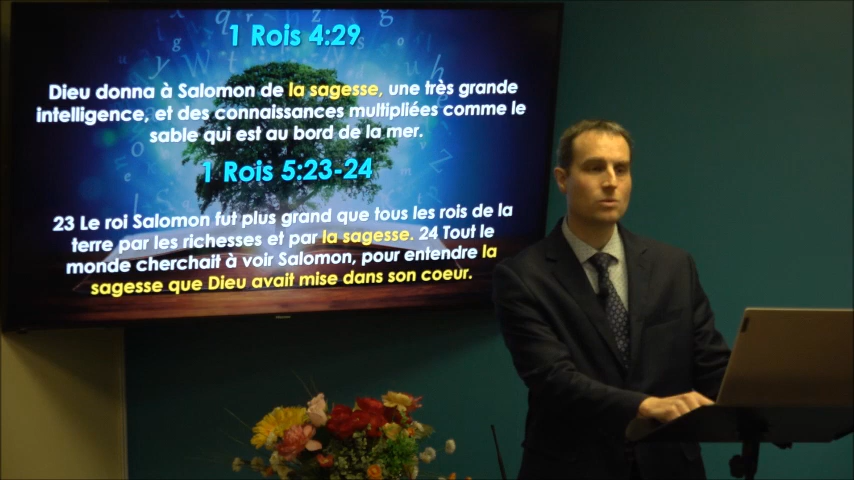 1 Rois 4:29
Dieu donna à Salomon de la sagesse, une très grande
intelligence, et des connaissances multipliées comme le
sable qui est au bord de la mer.
1 Rois 5:23-24
23 Le roi Salomon fut plus grand que tous les rois de la
terre par les richesses et par la sagesse. 24 Tout le
monde cherchait à voir Salomon, pour entendre la
sagesse que Dieu avait mise dans son coeur.